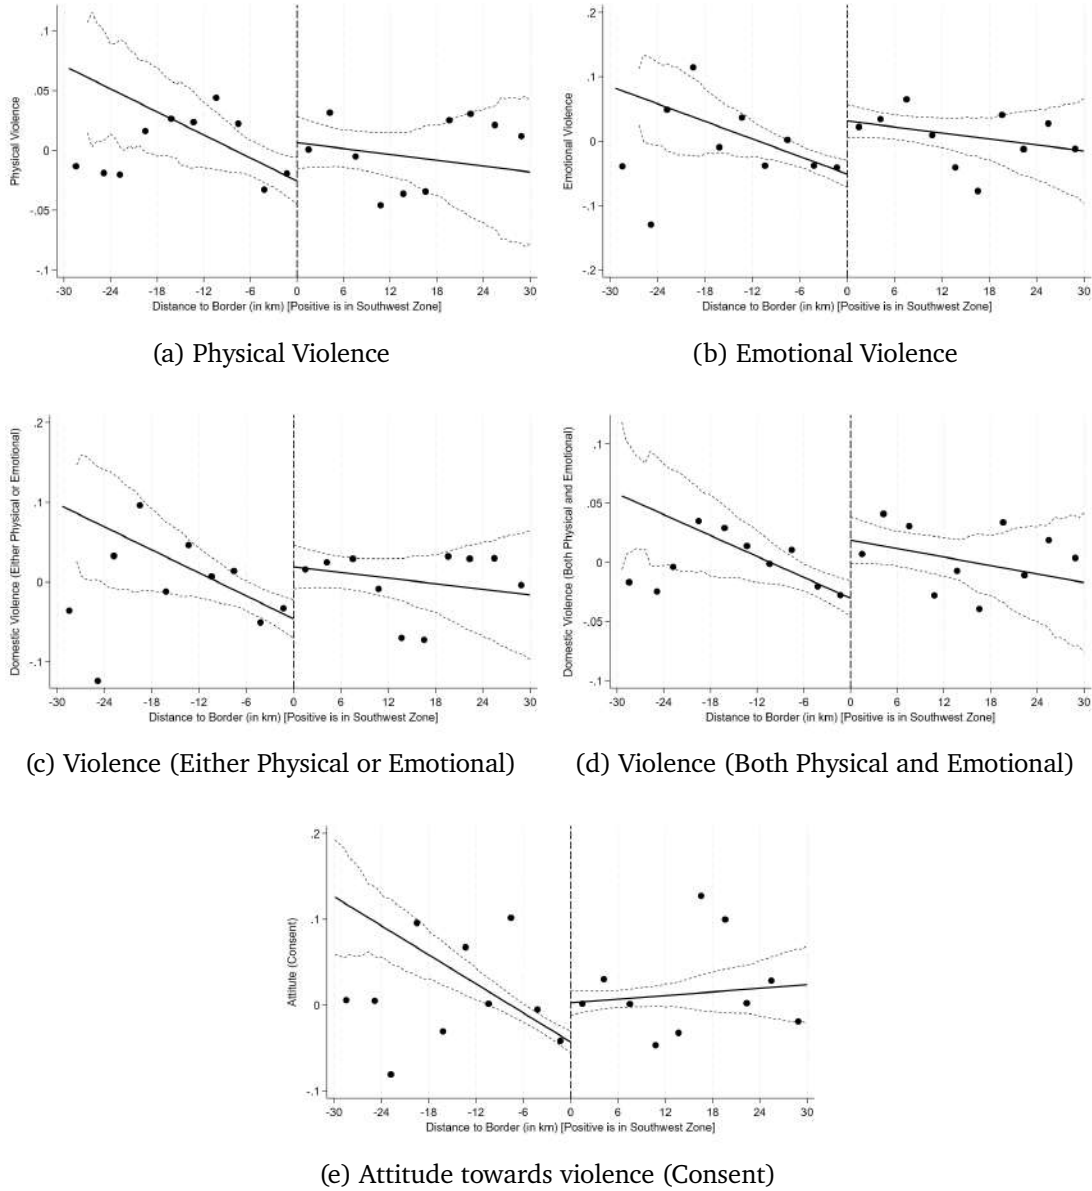 .1
.05
0
-.05
-.1
Physical Violence
-30 -24 -18 -12 -6 0 6 12 18 24 30
Distance to Border (in km) [Positive is in Southwest Zone]
(a) Physical Violence
.2
.1
0
-.1
-.2
Emotional Violence
-30 -24 -18 -12 -6 0 6 12 18 24 30
Distance to Border (in km) [Positive is in Southwest Zone]
(b) Emotional Violence
.2
.1
0
-.1
Domestic Violence (Either Physical or Emotional)
-30 -24 -18 -12 -6 0 6 12 18 24 30
Distance to Border (in km) [Positive is in Southwest Zone]
(c) Violence (Either Physical or Emotional)
.1
.05
0
-.05
-.1
Domestic Violence (Both Physical and Emotional)
-30 -24 -18 -12 -6 0 6 12 18 24 30
Distance to Border (in km) [Positive is in Southwest Zone]
(d) Violence (Both Physical and Emotional)
.2
.1
0
-.1
Attitude (Consent)
-30 -24 -18 -12 -6 0 6 12 18 24 30
Distance to Border (in km) [Positive is in Southwest Zone]
(e) Attitude towards violence (Consent)